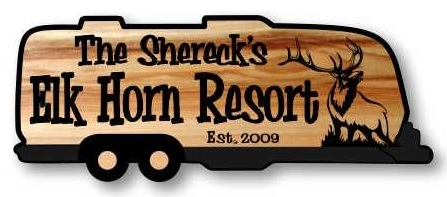 The Shereck's
Elk Horn Resort
Est. 2009